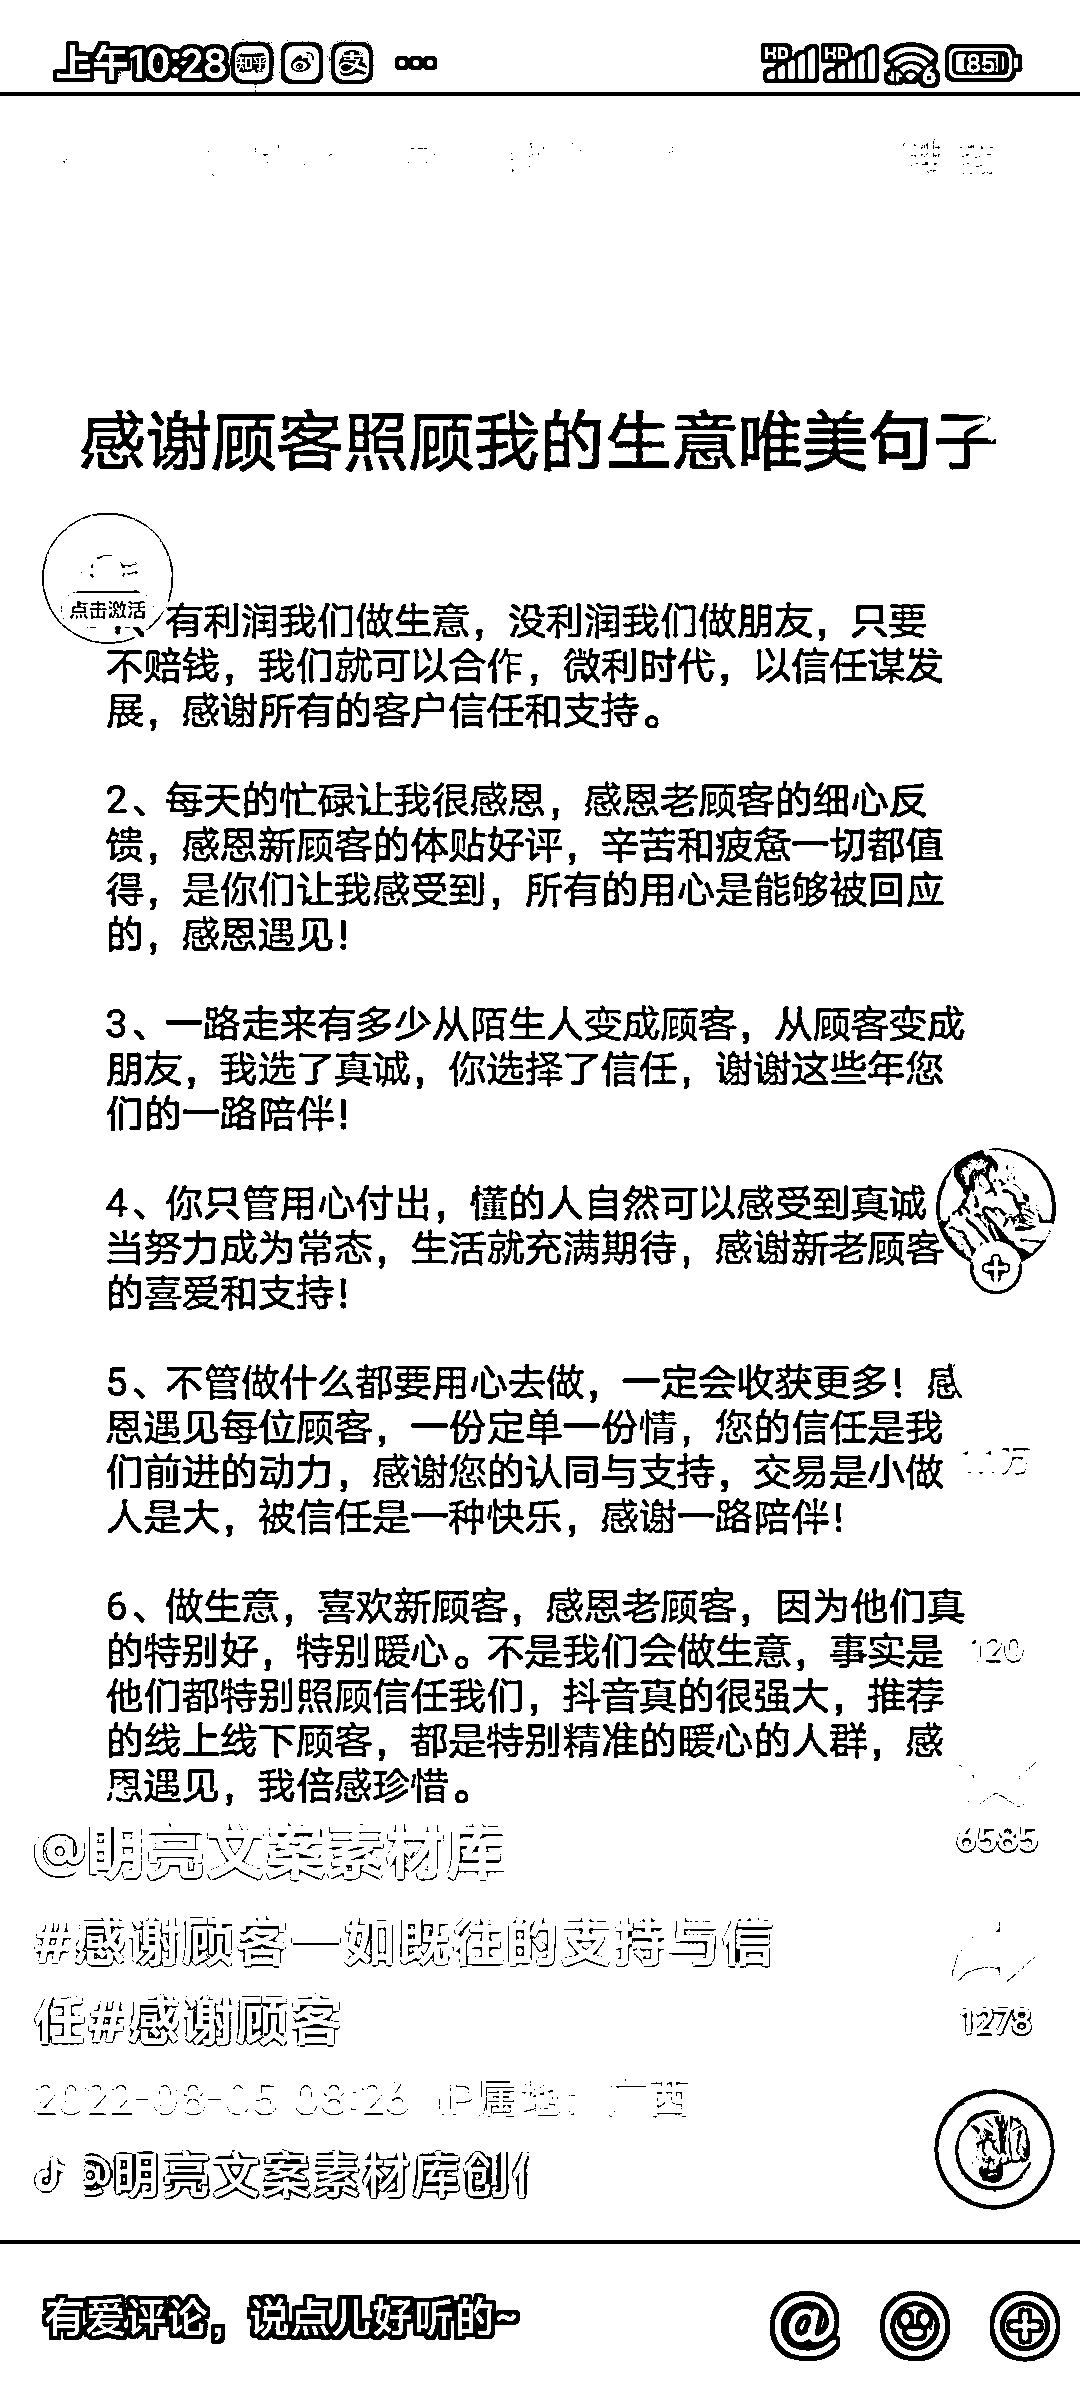 上午10:28
知乎
支
HD HD 6 85
感谢顾客照顾我的生意唯美句子
点击激活
、有利润我们做生意，没利润我们做朋友，只要
不赔钱，我们就可以合作，微利时代，以信任谋发
展，感谢所有的客户信任和支持。
2、每天的忙碌让我很感恩，感恩老顾客的细心反
馈，感恩新顾客的体贴好评，辛苦和疲惫一切都值
得，是你们让我感受到，所有的用心是能够被回应
的，感恩遇见！
3、一路走来有多少从陌生人变成顾客，从顾客变成
朋友，我选了真诚，你选择了信任，谢谢这些年您
们的一路陪伴！
4、你只管用心付出，懂的人自然可以感受到真诚
当努力成为常态，生活就充满期待，感谢新老顾客
的喜爱和支持！
5、不管做什么都要用心去做，一定会收获更多！感
恩遇见每位顾客，一份定单一份情，您的信任是我
们前进的动力，感谢您的认同与支持，交易是小做
人是大，被信任是一种快乐，感谢一路陪伴！
1.1万
6、做生意，喜欢新顾客，感恩老顾客，因为他们真
的特别好，特别暖心。不是我们会做生意，事实是
他们都特别照顾信任我们，抖音真的很强大，推荐
的线上线下顾客，都是特别精准的暖心的人群，感
恩遇见，我倍感珍惜。
120
6585
1278
@明亮文案素材库
#感谢顾客一如既往的支持与信
任#感谢顾客
2022-08-05 08:26 IP属地：广西
@明亮文案素材库创
有爱评论，说点儿好听的~
@